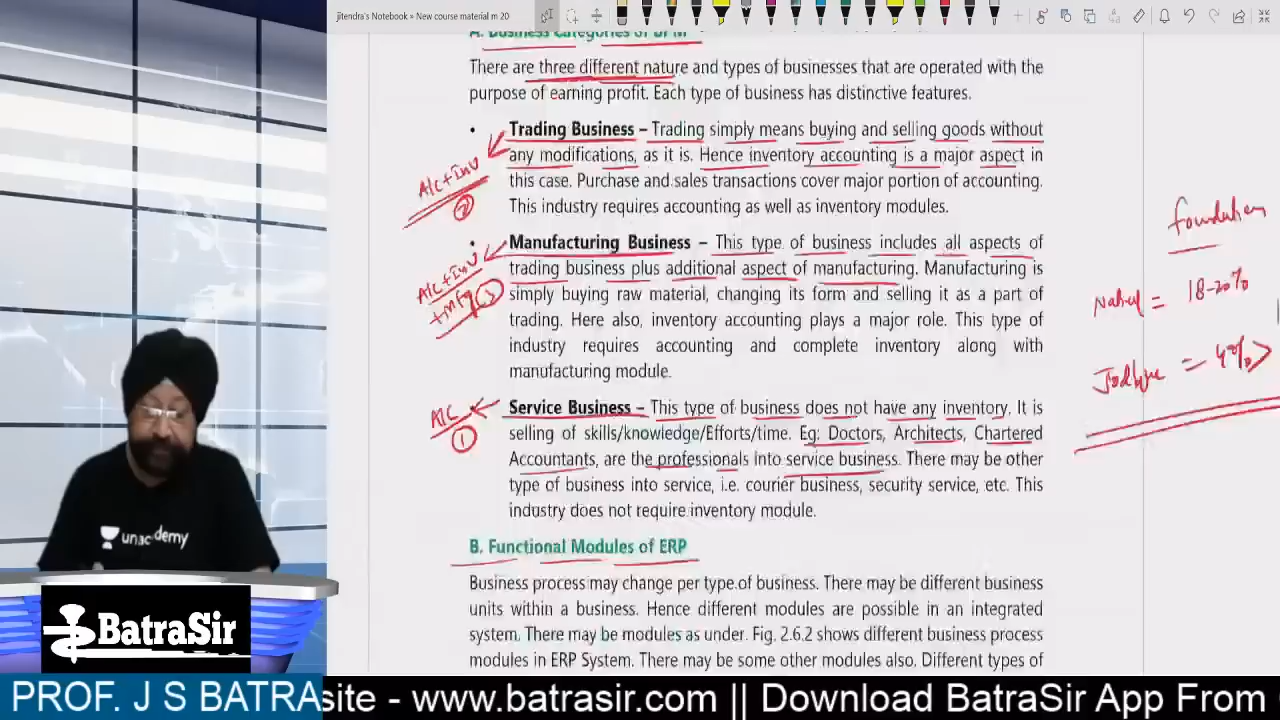 jitendra's Notebook » New course material m 20
A. Business Categories of BPM
There are three different nature and types of businesses that are operated with the
purpose of earning profit. Each type of business has distinctive features.
• Trading Business – Trading simply means buying and selling goods without
any modifications, as it is. Hence inventory accounting is a major aspect in
this case. Purchase and sales transactions cover major portion of accounting.
This industry requires accounting as well as inventory modules.
A/c + Inv
2
• Manufacturing Business – This type of business includes all aspects of
trading business plus additional aspect of manufacturing. Manufacturing is
simply buying raw material, changing its form and selling it as a part of
trading. Here also, inventory accounting plays a major role. This type of
industry requires accounting and complete inventory along with
manufacturing module.
A/c + Inv
+ Mfg (3)
• Service Business – This type of business does not have any inventory. It is
selling of skills/knowledge/Efforts/time. Eg: Doctors, Architects, Chartered
Accountants, are the professionals into service business. There may be other
type of business into service, i.e. courier business, security service, etc. This
industry does not require inventory module.
A/c
1
B. Functional Modules of ERP
Business process may change per type of business. There may be different business
units within a business. Hence different modules are possible in an integrated
system. There may be modules as under. Fig. 2.6.2 shows different business process
modules in ERP System. There may be some other modules also. Different types of
foundation
= 18-20%
= 4%
unacademy
BatraSir
PROF. J S BATRA
site - www.batrasir.com || Download BatraSir App From